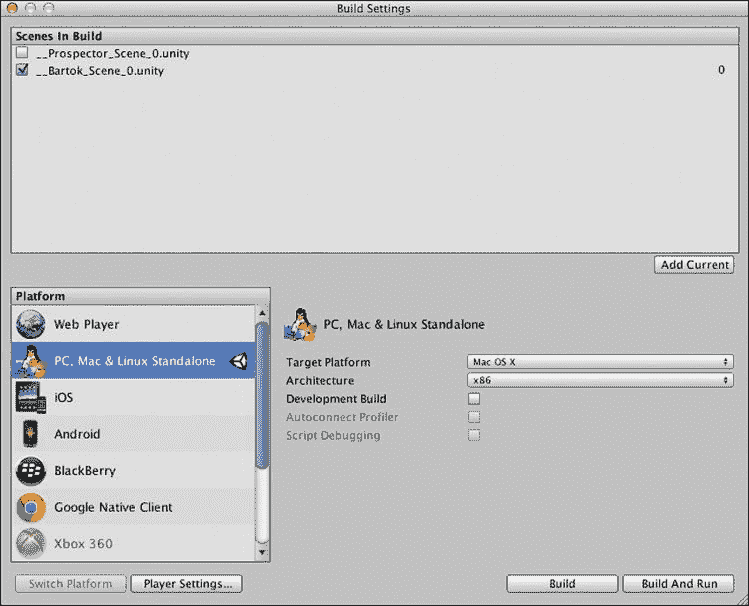 Build Settings
Scenes In Build
__Prospector_Scene_0.unity
__Bartok_Scene_0.unity 0
Add Current
Platform
Web Player
PC, Mac & Linux Standalone
iOS
Android
BlackBerry
Google Native Client
Xbox 360
PC, Mac & Linux Standalone
Target Platform Mac OS X
Architecture x86
Development Build
Autoconnect Profiler
Script Debugging
Switch Platform Player Settings... Build Build And Run